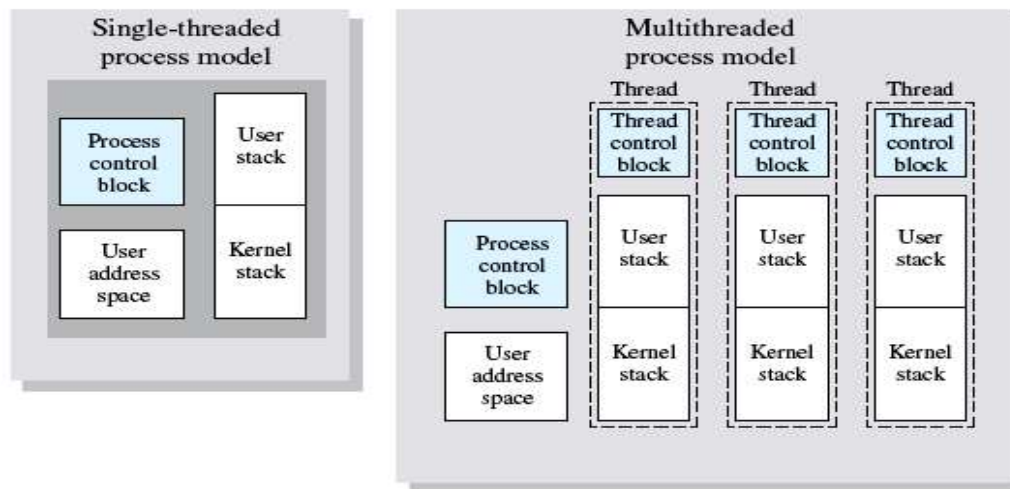 Single-threaded
process model
Process
control
block
User
stack
User
address
space
Kernel
stack
Multithreaded
process model
Thread
Thread
control
block
User
stack
Kernel
stack
Thread
Thread
control
block
User
stack
Kernel
stack
Thread
Thread
control
block
User
stack
Kernel
stack
Process
control
block
User
address
space